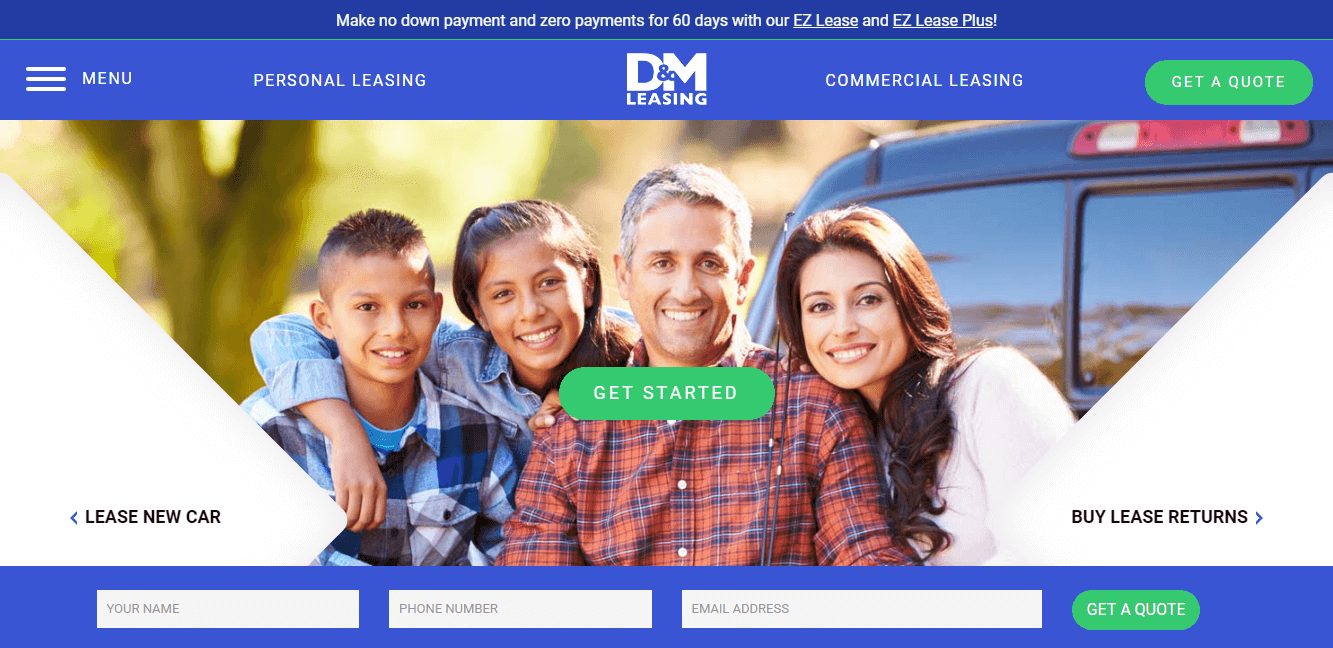 Make no down payment and zero payments for 60 days with our EZ Lease and EZ Lease Plus!
MENU
PERSONAL LEASING
D&M
LEASING
COMMERCIAL LEASING
GET A QUOTE
GET STARTED
LEASE NEW CAR
BUY LEASE RETURNS
YOUR NAME
PHONE NUMBER
EMAIL ADDRESS
GET A QUOTE